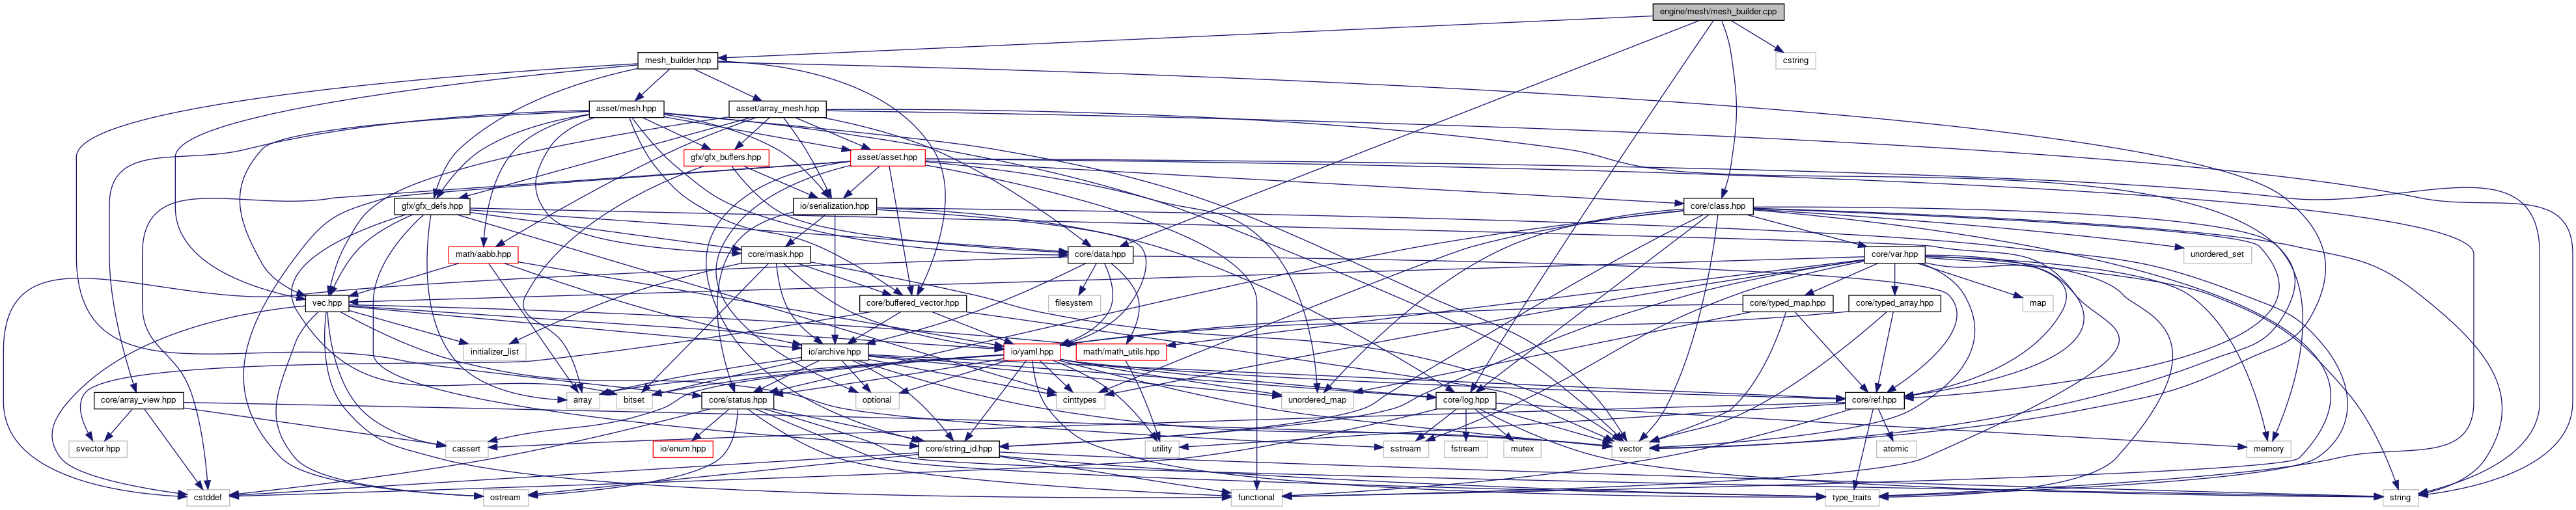 engine/mesh/mesh_builder.cpp
mesh_builder.hpp
cstring
asset/mesh.hpp
asset/array_mesh.hpp
gfx/gfx_buffers.hpp
asset/asset.hpp
gfx/gfx_defs.hpp
io/serialization.hpp
core/class.hpp
math/aabb.hpp
core/mask.hpp
core/data.hpp
core/var.hpp
unordered_set
vec.hpp
core/buffered_vector.hpp
filesystem
core/typed_map.hpp
core/typed_array.hpp
map
initializer_list
io/archive.hpp
io/yaml.hpp
math/math_utils.hpp
core/array_view.hpp
array
bitset
core/status.hpp
optional
cinttypes
unordered_map
core/log.hpp
core/ref.hpp
svector.hpp
cassert
io/enum.hpp
core/string_id.hpp
utility
sstream
fstream
mutex
vector
atomic
memory
cstddef
ostream
functional
type_traits
string